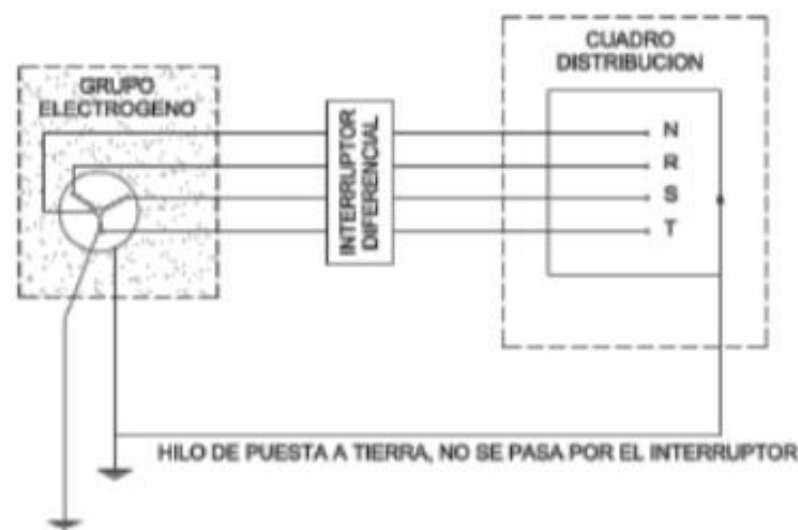 CUADRO
DISTRIBUCION
GRUPO
ELECTROGENO
INTERRUPTOR
DIFERENCIAL
N
R
S
T
HILO DE PUESTA A TIERRA, NO SE PASA POR EL INTERRUPTOR